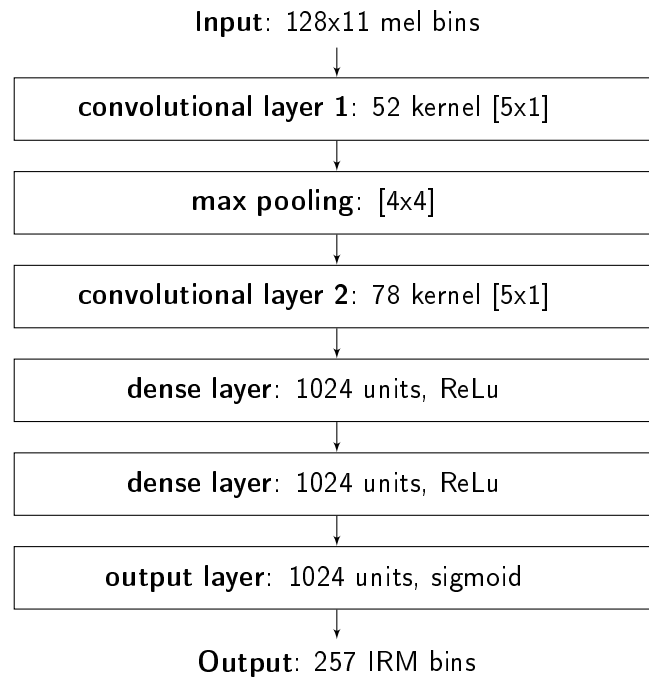 Input: 128x11 mel bins
convolutional layer 1: 52 kernel [5x1]
max pooling: [4x4]
convolutional layer 2: 78 kernel [5x1]
dense layer: 1024 units, ReLu
dense layer: 1024 units, ReLu
output layer: 1024 units, sigmoid
Output: 257 IRM bins